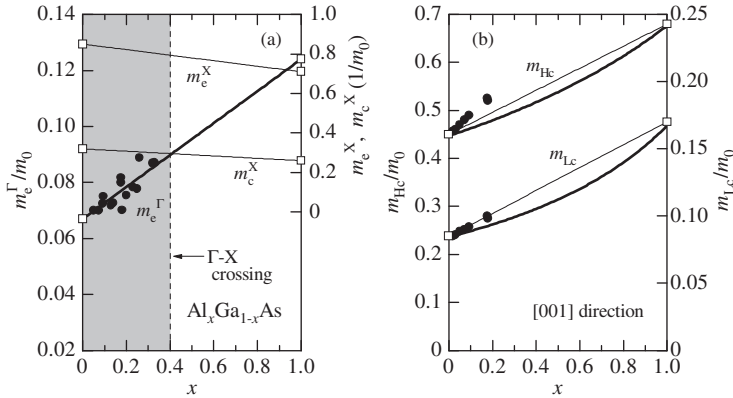 0.14
0.12
0.10
0.08
0.06
0.04
0.02
m_e^Γ/m_0
1.0
0.8
0.6
0.4
0.2
0
m_e^X, m_c^X (1/m_0)
(a)
m_e^X
m_c^X
m_e^Γ
Γ-X
crossing
Al_xGa_{1-x}As
0 0.2 0.4 0.6 0.8 1.0
x
0.7
0.6
0.5
0.4
0.3
0.2
0.1
0
m_Hc/m_0
0.25
0.20
0.15
0.10
0.05
0
m_Lc/m_0
(b)
m_Hc
m_Lc
[001] direction
0 0.2 0.4 0.6 0.8 1.0
x